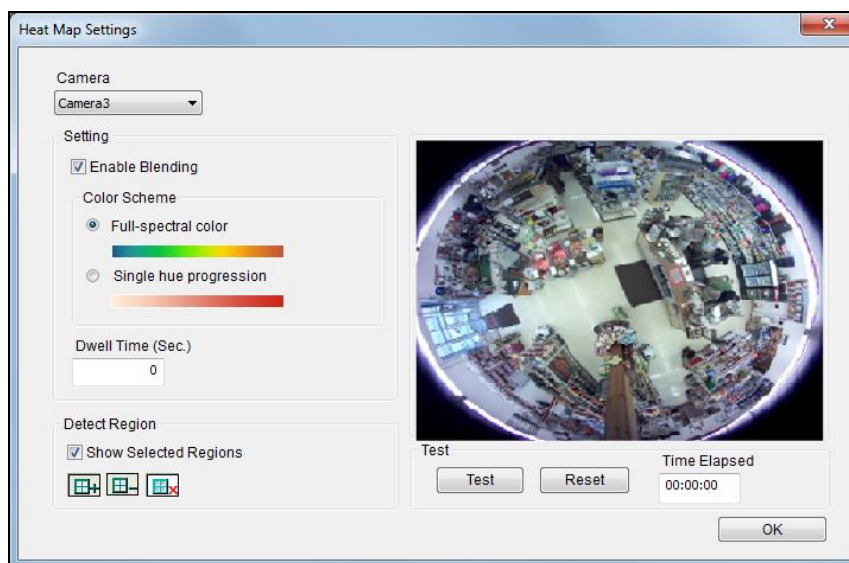 Heat Map Settings
Camera
Camera3
Setting
Enable Blending
Color Scheme
Full-spectral color
Single hue progression
Dwell Time (Sec.)
0
Detect Region
Show Selected Regions
Test
Test
Reset
Time Elapsed
00:00:00
OK